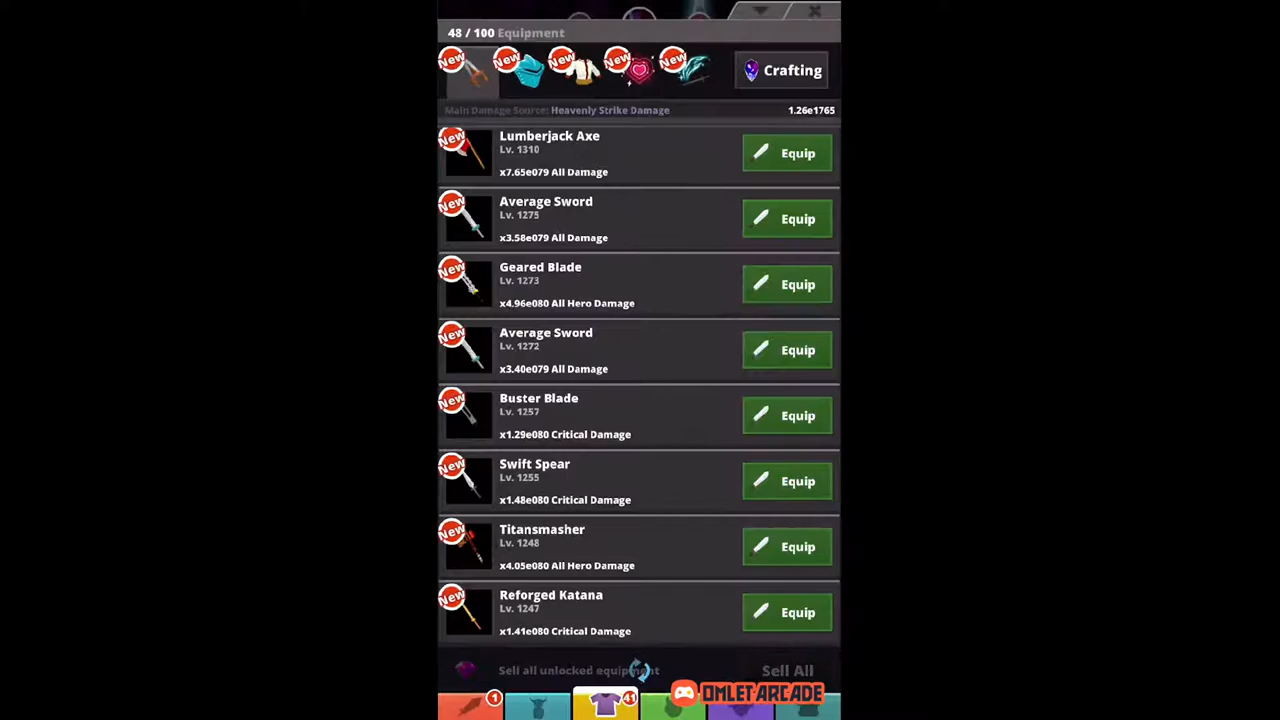 48 / 100 Equipment
New New New New New
Crafting
Main Damage Source: Heavenly Strike Damage 1.26e1765
New
Lumberjack Axe
Lv. 1310
x7.65e079 All Damage
Equip
New
Average Sword
Lv. 1275
x3.58e079 All Damage
Equip
New
Geared Blade
Lv. 1273
x4.96e080 All Hero Damage
Equip
New
Average Sword
Lv. 1272
x3.40e079 All Damage
Equip
New
Buster Blade
Lv. 1257
x1.29e080 Critical Damage
Equip
New
Swift Spear
Lv. 1255
x1.48e080 Critical Damage
Equip
New
Titansmasher
Lv. 1248
x4.05e080 All Hero Damage
Equip
New
Reforged Katana
Lv. 1247
x1.41e080 Critical Damage
Equip
Sell all unlocked equipment Sell All
1
41
OMLET ARCADE